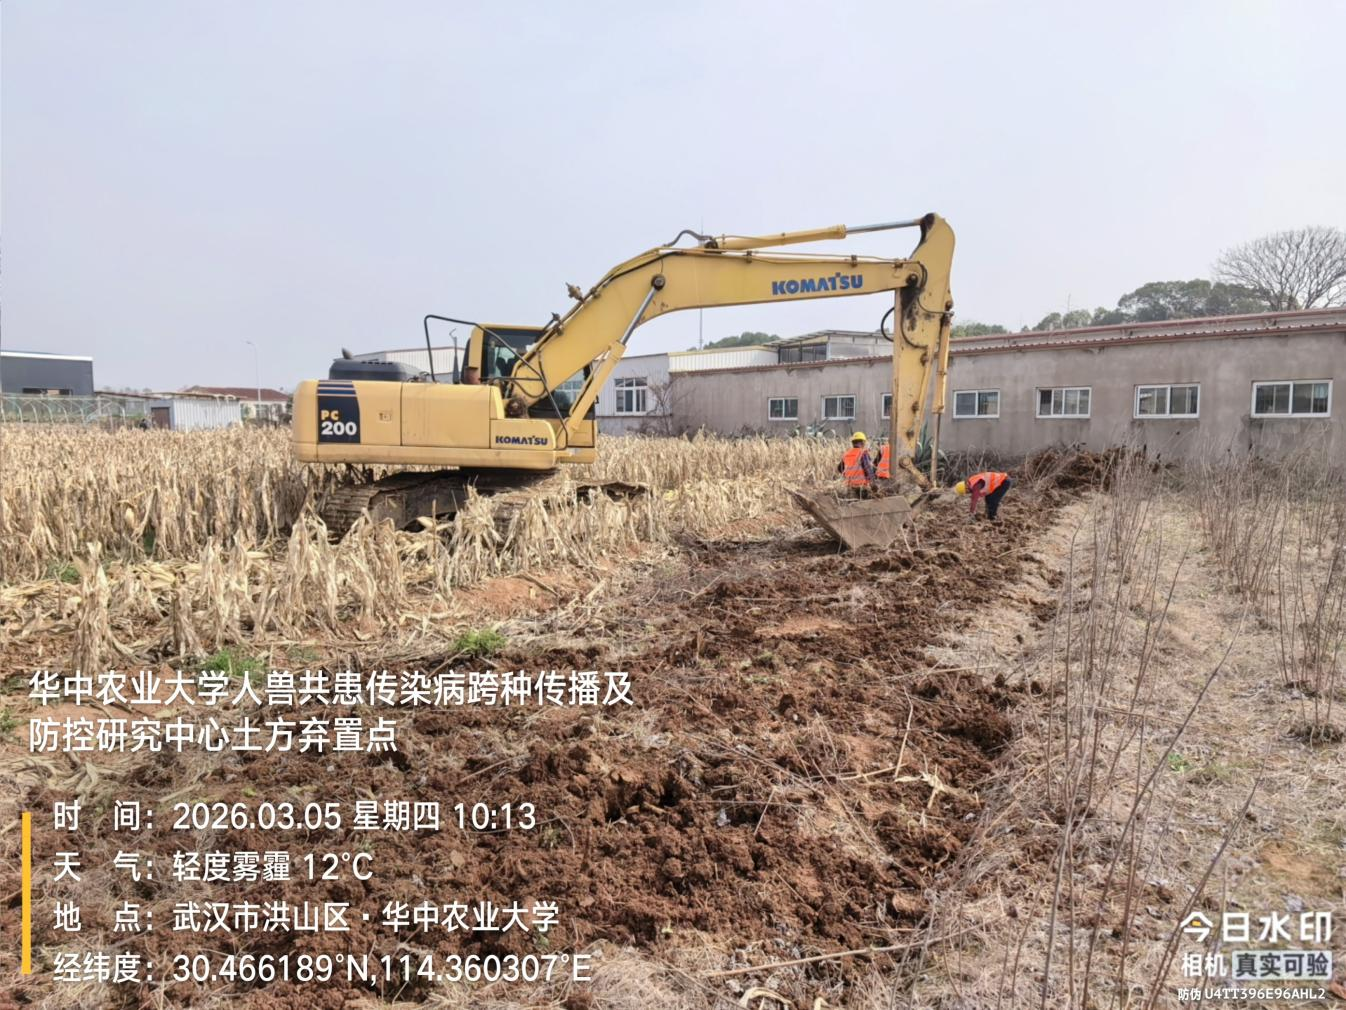 KOMATSU
PC
200
KOMATSU
华中农业大学人兽共患传染病跨种传播及
防控研究中心土方弃置点
时 间：2026.03.05 星期四 10:13
天 气：轻度雾霾 12℃
地 点：武汉市洪山区·华中农业大学
经纬度：30.466189°N,114.360307°E
今日水印
相机 真实可验
防伪 U4TT396E96AHL2